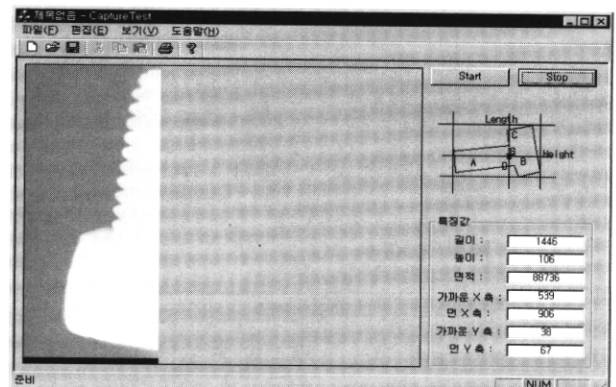 제목없음 - CaptureTest
파일(F) 편집(E) 보기(V) 도움말(H)
Start Stop
Length
C
Height
A B
D
특징값
길이 : 1446
높이 : 106
면적 : 88736
가까운 X 축 : 539
먼 X 축 : 906
가까운 Y 축 : 38
먼 Y 축 : 67
준비
NUM